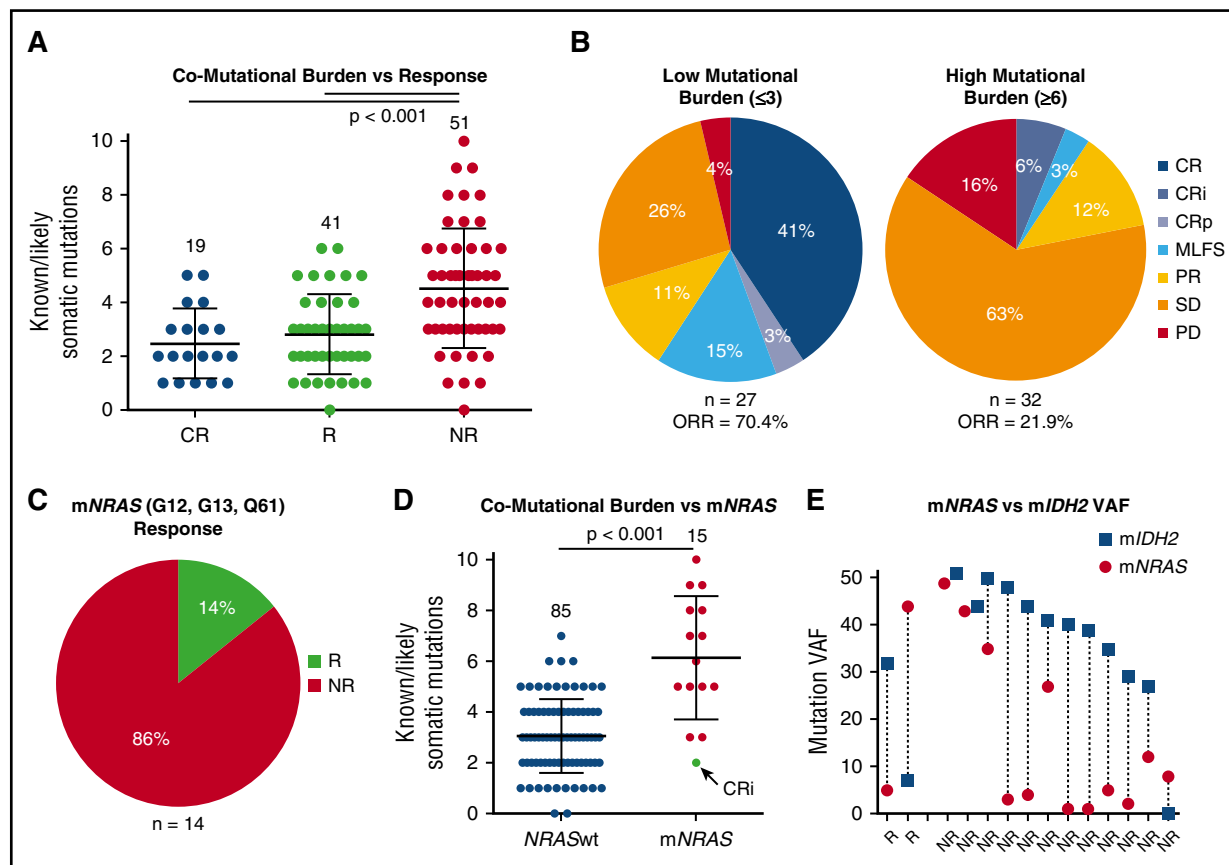 A
Co-Mutational Burden vs Response
p < 0.001
51
41
19
10
8
6
4
2
0
Known/likely
somatic mutations
CR
R
NR
B
Low Mutational
Burden (≤3)
4%
41%
26%
11%
15%
3%
n = 27
ORR = 70.4%
High Mutational
Burden (≥6)
6%
3%
16%
12%
63%
n = 32
ORR = 21.9%
CR
CRi
CRp
MLFS
PR
SD
PD
C
mNRAS (G12, G13, Q61)
Response
14%
86%
R
NR
n = 14
D
Co-Mutational Burden vs mNRAS
p < 0.001
15
85
10
8
6
4
2
0
Known/likely
somatic mutations
CRi
NRASwt
mNRAS
E
mNRAS vs mIDH2 VAF
mIDH2
mNRAS
50
40
30
20
10
0
Mutation VAF
R
R
NR
NR
NR
NR
NR
NR
NR
NR
NR
NR
NR
NR